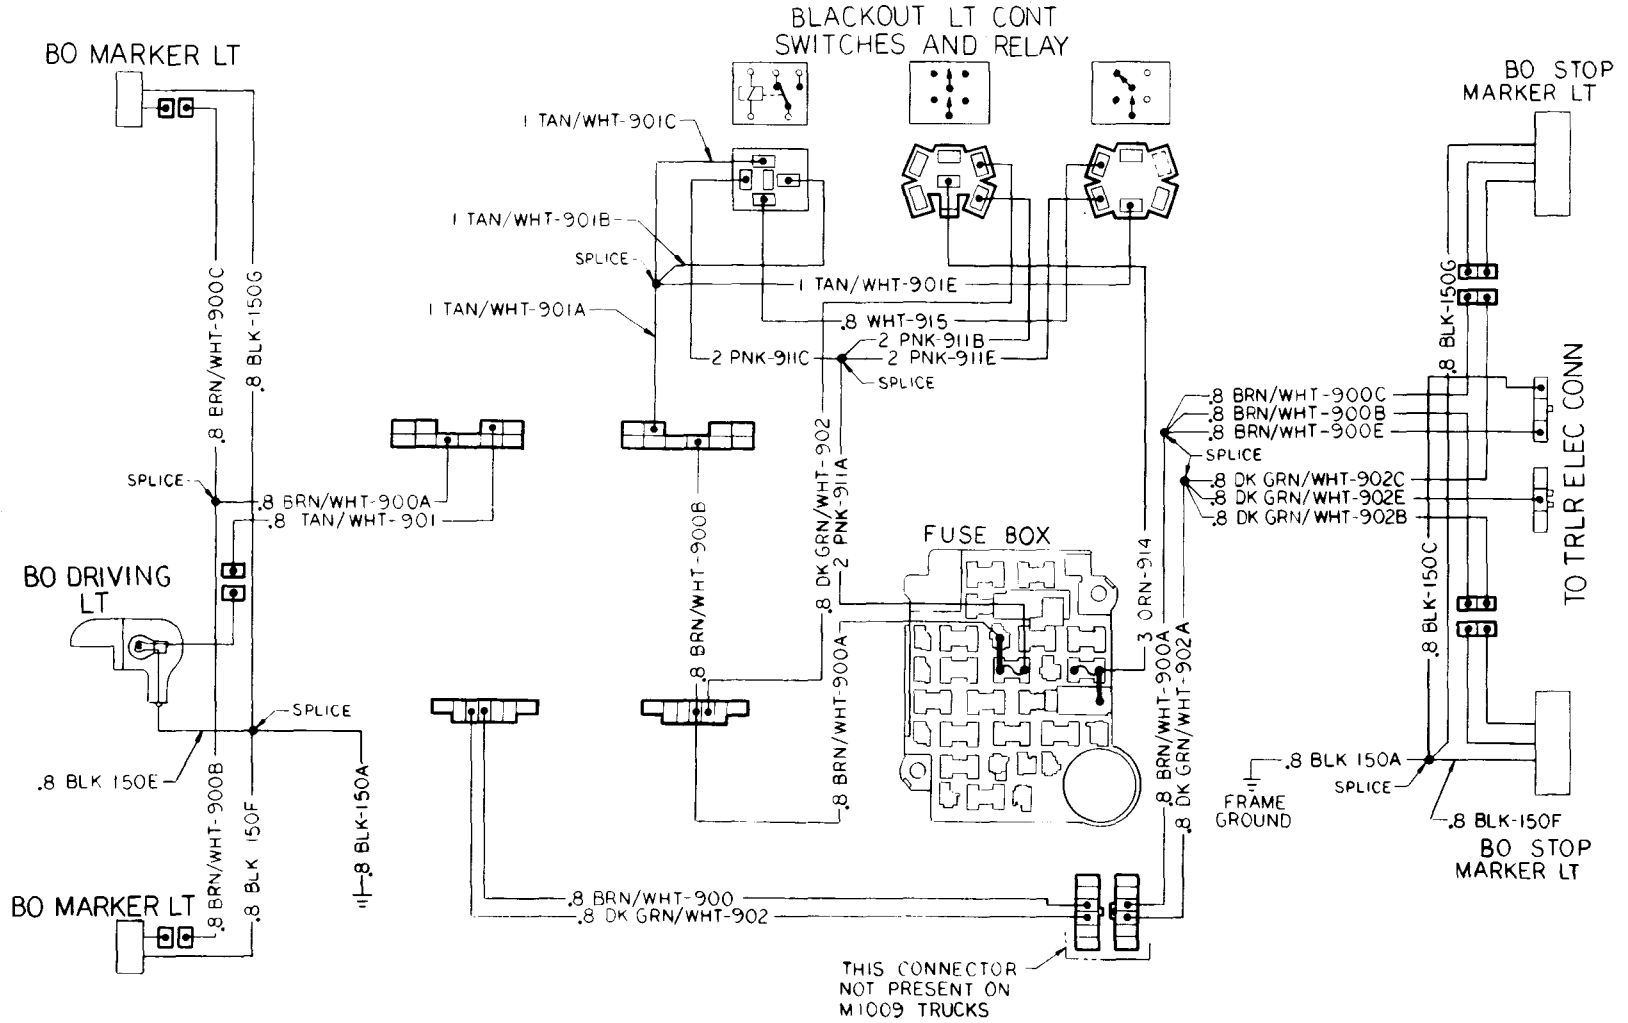 BLACKOUT LT CONT
SWITCHES AND RELAY
BO MARKER LT
BO STOP
MARKER LT
1 TAN/WHT-901C
1 TAN/WHT-901B
SPLICE
1 TAN/WHT-901E
1 TAN/WHT-901A
.8 WHT-915
2 PNK-911B
2 PNK-911C
2 PNK-911E
SPLICE
.8 BRN/WHT-900C
.8 BLK-150G
.8 BLK-150G
.8 BRN/WHT-900C
.8 BRN/WHT-900B
.8 BRN/WHT-900E
SPLICE
.8 DK GRN/WHT-902C
.8 DK GRN/WHT-902E
.8 DK GRN/WHT-902B
TO TRLR ELEC CONN
SPLICE
.8 BRN/WHT-900A
.8 TAN/WHT-901
.8 DK GRN/WHT-902
2 PNK-911A
.8 BRN/WHT-900B
FUSE BOX
3 ORN-914
BO DRIVING
LT
.8 BRN/WHT-900A
.8 BRN/WHT-900A
.8 DK GRN/WHT-902A
.8 BLK-150C
SPLICE
.8 BLK 150E
.8 BRN/WHT-900B
.8 BLK 150F
.8 BLK-150A
.8 BLK 150A
SPLICE
FRAME
GROUND
.8 BLK-150F
BO STOP
MARKER LT
BO MARKER LT
.8 BRN/WHT-900
.8 DK GRN/WHT-902
THIS CONNECTOR
NOT PRESENT ON
M1009 TRUCKS